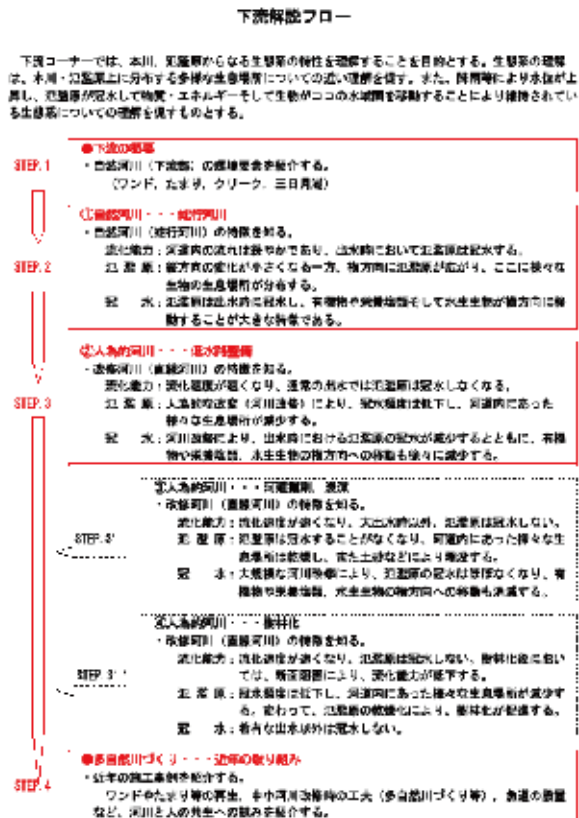 下流解説フロー
下流コーナーでは、本川、氾濫原からなる生態系の特性を理解することを目的とする。生態系の理解
は、本川・氾濫原上に分布する多様な生息場所についての近い理解を促す。また、降雨等により水位が上
昇し、氾濫原が冠水して物質・エネルギーそして生物がココの水域間を移動することにより維持されてい
る生態系についての理解を促すものとする。
●下流の概要
STEP.1
・自然河川（下流部）の環境要素を紹介する。
（ワンド，たまり，クリーク，三日月湖）
①自然河川・・・蛇行河川
・自然河川（蛇行河川）の特徴を知る。
流化能力：河道内の流れは緩やかであり、出水時において氾濫原は冠水する。
STEP.2
氾 濫 原：縦方向の変化が小さくなる一方、横方向に氾濫原が広がり、ここに様々な
生物の生息場所が分布する。
冠　水：氾濫原は出水時に冠水し、有機物や栄養塩類そして水生生物が横方向に移
動することが大きな特徴である。
②人為的河川・・・低水路整備
・改修河川（直線河川）の特徴を知る。
流化能力：流化速度が速くなり、通常の出水では氾濫原は冠水しなくなる。
STEP.3
氾 濫 原：人為的な改変（河川改修）により、冠水頻度は低下し、河道内にあった
様々な生息場所が減少する。
冠　水：河川改修により、出水時における氾濫原の冠水が減少するとともに、有機
物や栄養塩類、水生生物の横方向への移動も徐々に減少する。
③人為的河川・・・河道掘削、浚渫
・改修河川（直線河川）の特徴を知る。
流化能力：流化速度が速くなり、大出水時以外、氾濫原は冠水しない。
STEP.3'
氾 濫 原：氾濫原は冠水することがなくなり、河道内にあった様々な生
息場所は乾燥し、また土砂などにより埋没する。
冠　水：大規模な河川改修により、氾濫原の冠水はほぼなくなり、有
機物や栄養塩類、水生生物の横方向への移動も消滅する。
④人為的河川・・・樹林化
・改修河川（直線河川）の特徴を知る。
流化能力：流化速度が速くなり、氾濫原は冠水しない。樹林化後におい
ては、断面阻害により、流化能力が低下する。
STEP.3''
氾 濫 原：冠水頻度は低下し、河道内にあった様々な生息場所が減少す
る。変わって、氾濫原の乾燥化により、樹林化が促進する。
冠　水：著有な出水以外は冠水しない。
●多自然川づくり・・・近年の取り組み
STEP.4
・近年の施工事例を紹介する。
ワンドやたまり等の再生、中小河川改修時の工夫（多自然川づくり等），魚道の設置
など、河川と人の共生への試みを紹介する。